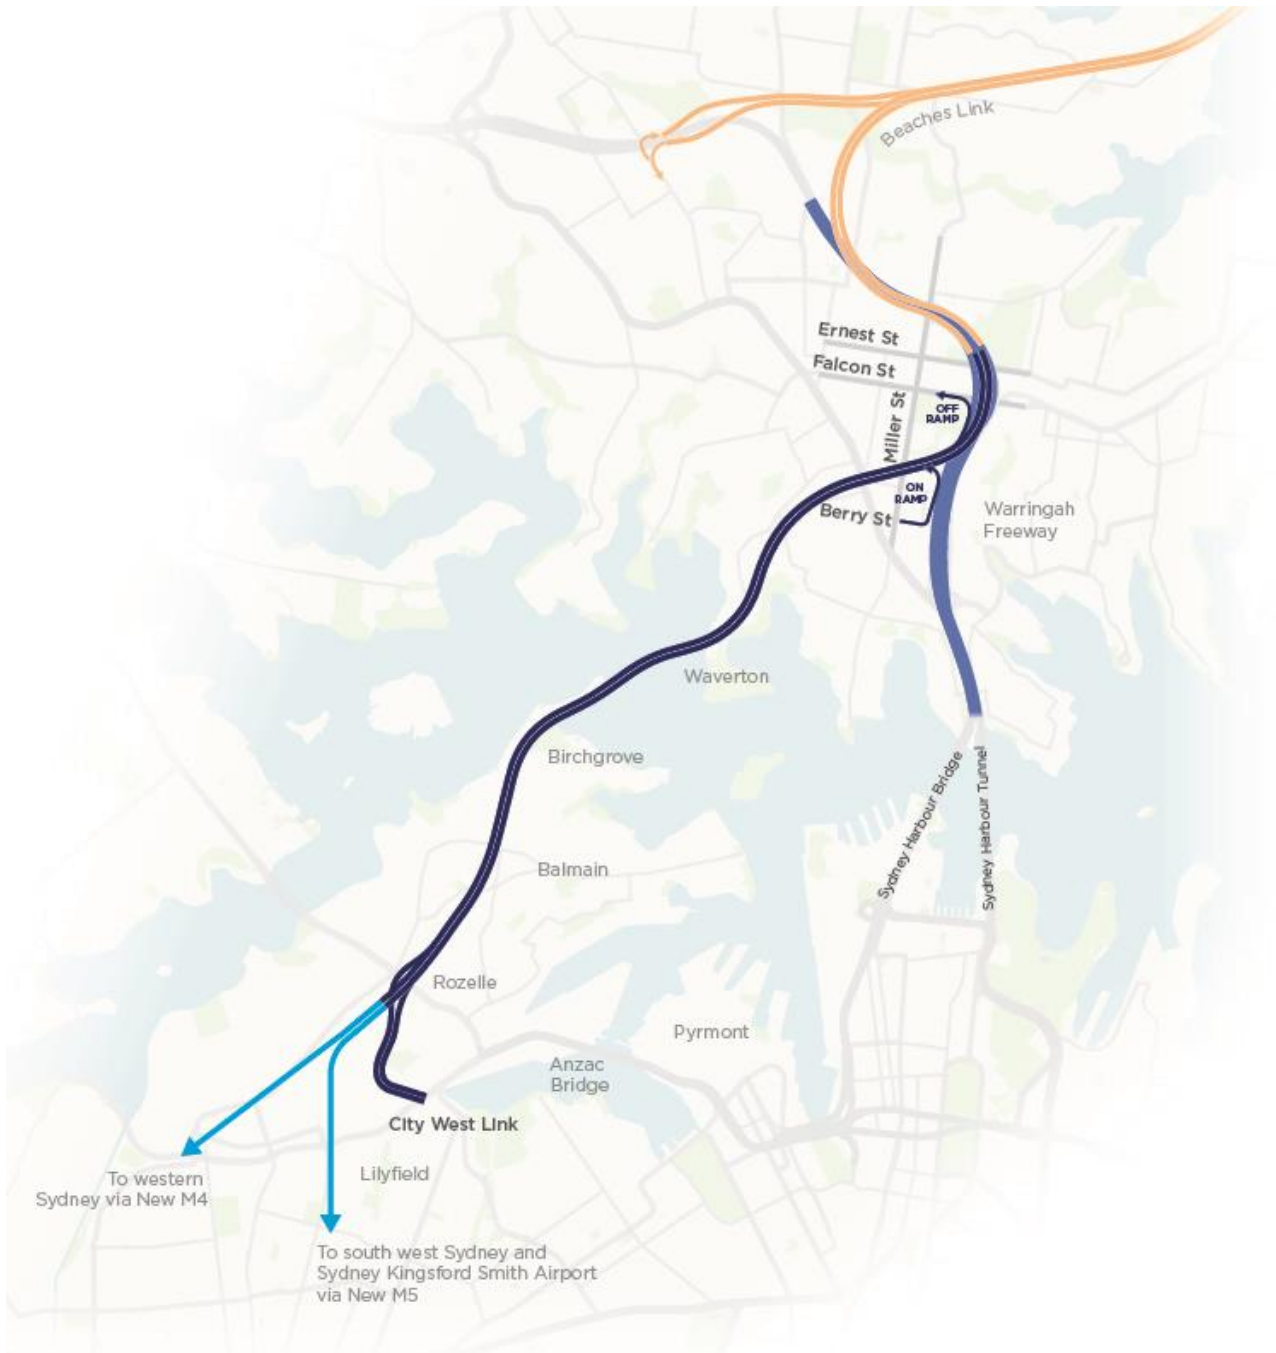 Beaches Link
Ernest St
Falcon St
Miller St
OFF
RAMP
ON
RAMP
Berry St
Warringah
Freeway
Waverton
Birchgrove
Sydney Harbour Bridge
Sydney Harbour Tunnel
Balmain
Rozelle
Pyrmont
Anzac
Bridge
City West Link
Lilyfield
To western
Sydney via New M4
To south west Sydney and
Sydney Kingsford Smith Airport
via New M5